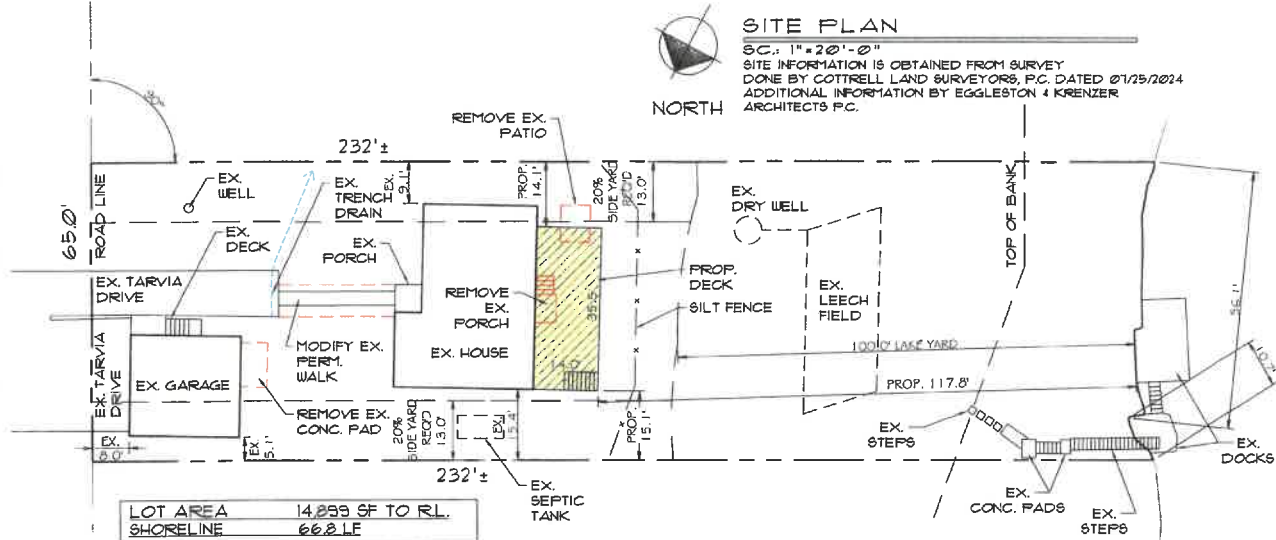 SITE PLAN
SC.: 1"=20'-0"
SITE INFORMATION IS OBTAINED FROM SURVEY
DONE BY COTTRELL LAND SURVEYORS, P.C. DATED 07/25/2024
ADDITIONAL INFORMATION BY EGGLESTON & KRENZER
ARCHITECTS P.C.
NORTH
90°
REMOVE EX.
PATIO
232'±
65.0'
ROAD LINE
EX.
WELL
EX.
TRENCH
DRAIN
EX.
9.1'
PROP.
14.1'
20%
SIDE YARD
REQ'D
13.0'
EX.
DRY WELL
TOP OF BANK
EX.
DECK
EX.
PORCH
EX. TARVIA
DRIVE
REMOVE
EX.
PORCH
35.5'
PROP.
DECK
SILT FENCE
EX.
LEECH
FIELD
56.1'
10.7'
EX. TARVIA
DRIVE
EX. GARAGE
MODIFY EX.
PERM.
WALK
EX. HOUSE
14.0'
100.0' LAKE YARD
PROP. 117.8'
REMOVE EX.
CONC. PAD
EX.
8.0'
EX.
5.1'
20%
SIDE YARD
REQ'D
13.0'
EX.
15.4'
PROP.
15.1'
EX.
STEPS
EX.
DOCKS
232'±
EX.
SEPTIC
TANK
EX.
CONC. PADS
EX.
STEPS
LOT AREA 14,899 SF TO R.L.
SHORELINE 66.8 LF